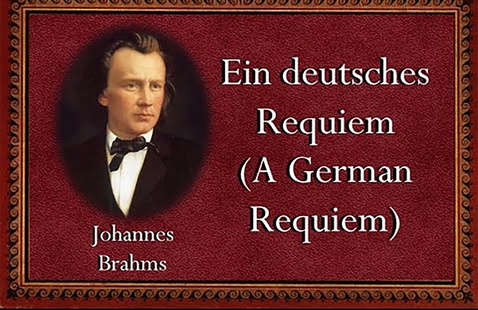 Ein deutsches
Requiem
(A German
Requiem)
Johannes
Brahms